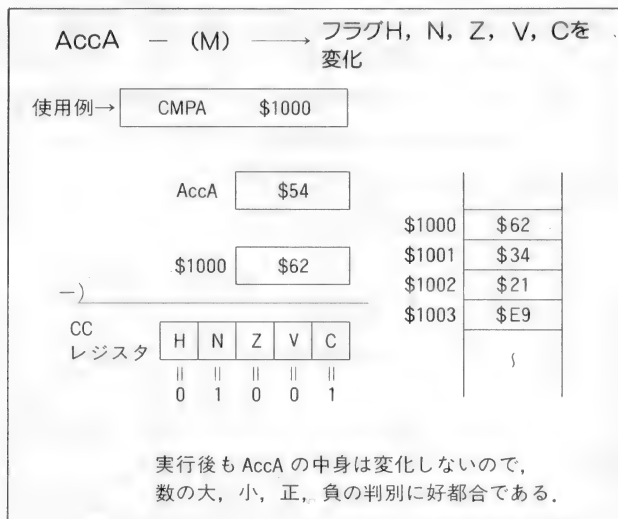 AccA － (M) ⟶ フラグH，N，Z，V，Cを
変化
使用例→ CMPA $1000
AccA $54
$1000 $62
−)
CC
レジスタ H N Z V C
|| || || || ||
0 1 0 0 1
$1000 $62
$1001 $34
$1002 $21
$1003 $E9
〜
実行後も AccA の中身は変化しないので，
数の大，小，正，負の判別に好都合である．